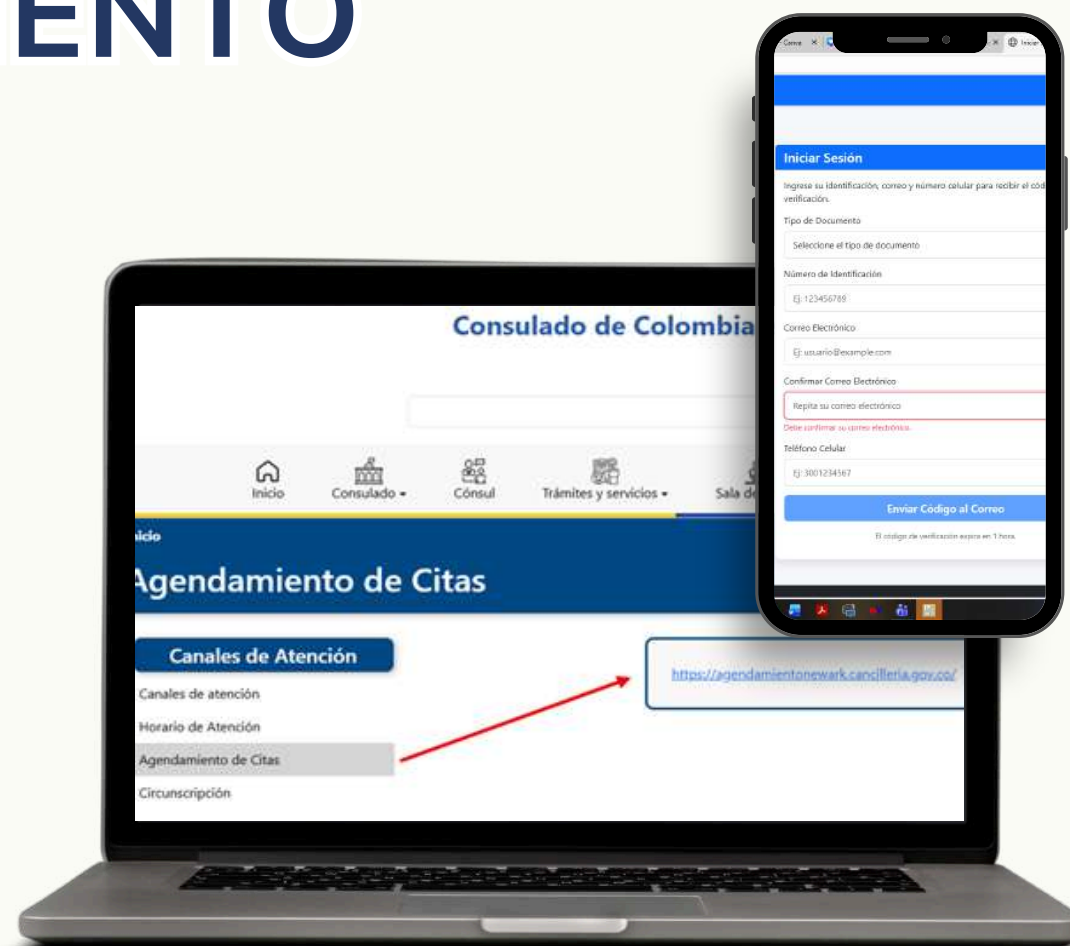 ENTO
Iniciar Sesión
Ingrese su identificación, correo y número celular para recibir el cód
verificación.
Tipo de Documento
Seleccione el tipo de documento
Número de Identificación
Ej: 123456789
Correo Electrónico
Ej: usuario@example.com
Confirmar Correo Electrónico
Repita su correo electrónico
Debe confirmar su correo electrónico.
Teléfono Celular
Ej: 3001234567
Enviar Código al Correo
El código de verificación expira en 1 hora.
Consulado de Colombia
Inicio
Consulado
Cónsul
Trámites y servicios
Sala de
icio
Agendamiento de Citas
Canales de Atención
Canales de atención
Horario de Atención
Agendamiento de Citas
Circunscripción
https://agendamientonewark.cancilleria.gov.co/